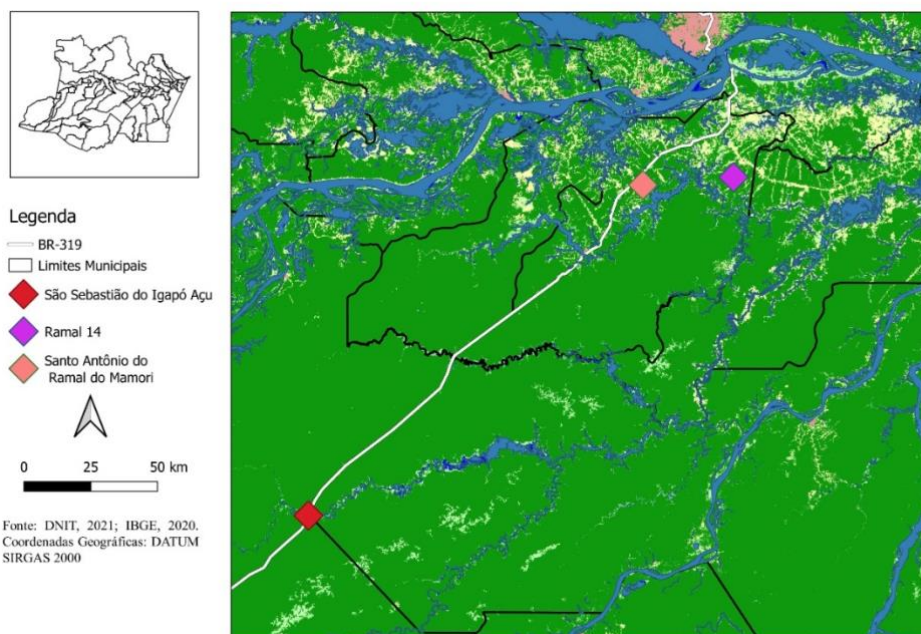 Legenda
BR-319
Limites Municipais
São Sebastião do Igapó Açu
Ramal 14
Santo Antônio do
Ramal do Mamori
0 25 50 km
Fonte: DNIT, 2021; IBGE, 2020.
Coordenadas Geográficas: DATUM
SIRGAS 2000